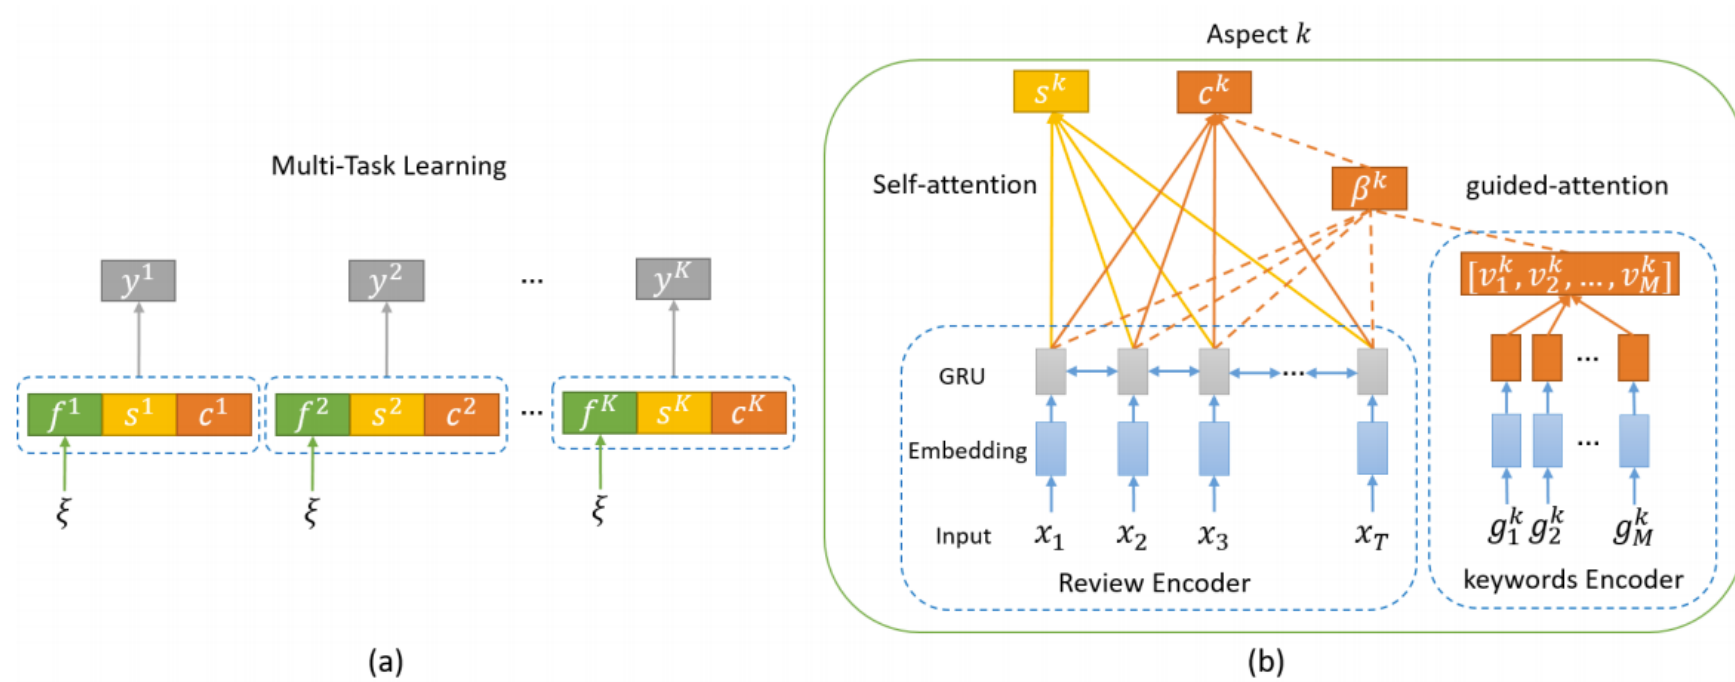 Multi-Task Learning
y^1 y^2 ... y^K
f^1 s^1 c^1 f^2 s^2 c^2 ... f^K s^K c^K
ξ ξ ξ
(a)
Aspect k
s^k c^k
Self-attention β^k guided-attention
[v_1^k, v_2^k, ..., v_M^k]
GRU ... ...
Embedding ...
Input x_1 x_2 x_3 x_T g_1^k g_2^k g_M^k
Review Encoder keywords Encoder
(b)